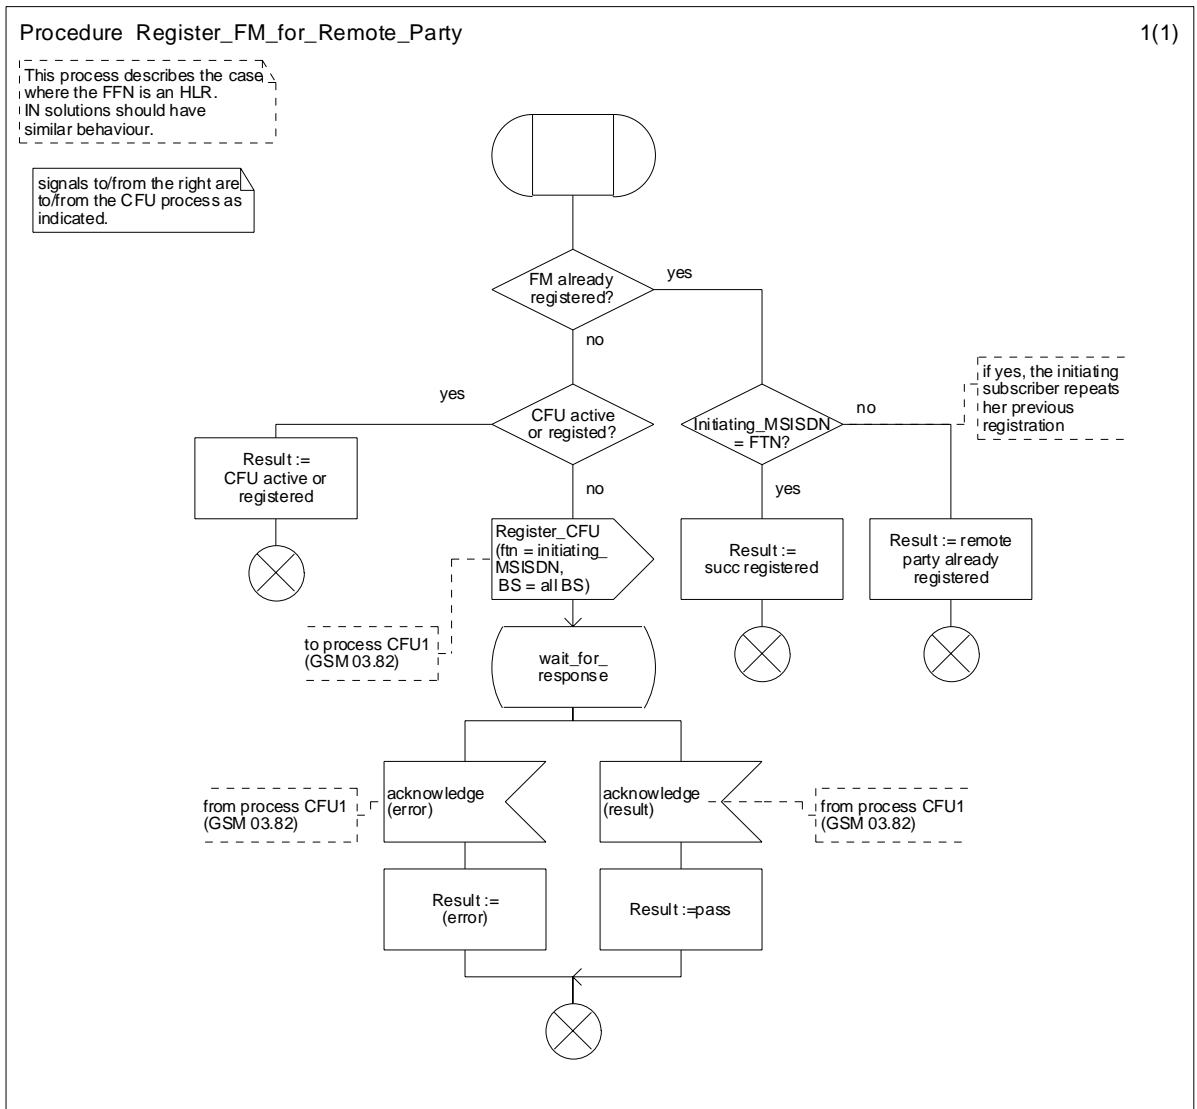 Procedure Register_FM_for_Remote_Party
1(1)
This process describes the case
where the FFN is an HLR.
IN solutions should have
similar behaviour.
signals to/from the right are
to/from the CFU process as
indicated.
FM already
registered?
yes
no
yes
CFU active
or registed?
no
Initiating_MSISDN
= FTN?
no
yes
if yes, the initiating
subscriber repeats
her previous
registration
Result :=
CFU active or
registered
Register_CFU
(ftn = initiating_
MSISDN,
BS = all BS)
Result :=
succ registered
Result := remote
party already
registered
to process CFU1
(GSM 03.82)
wait_for_
response
from process CFU1
(GSM 03.82)
acknowledge
(error)
acknowledge
(result)
from process CFU1
(GSM 03.82)
Result :=
(error)
Result :=pass